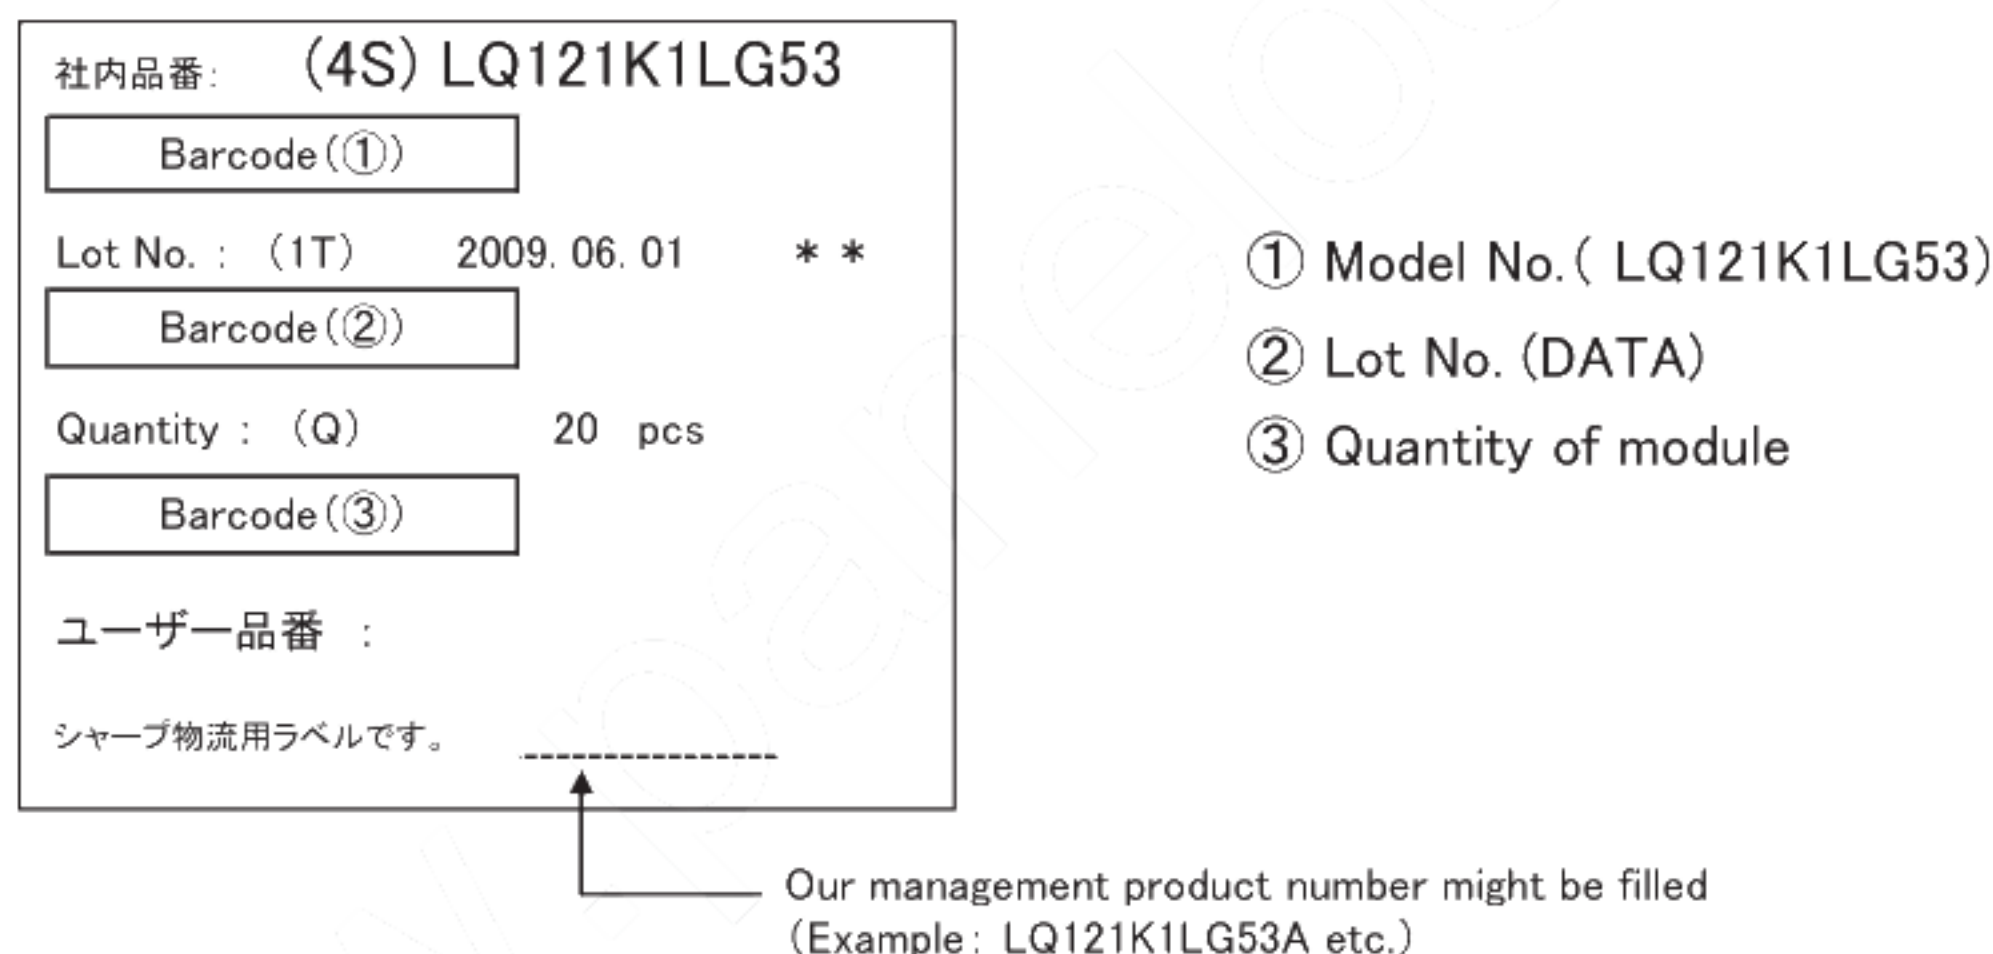 社内品番: (4S) LQ121K1LG53
Barcode(①)
Lot No. : (1T) 2009. 06. 01 * *
Barcode(②)
Quantity : (Q) 20 pcs
Barcode(③)
ユーザー品番 :
シャープ物流用ラベルです。
① Model No.( LQ121K1LG53)
② Lot No. (DATA)
③ Quantity of module
Our management product number might be filled
(Example: LQ121K1LG53A etc.)